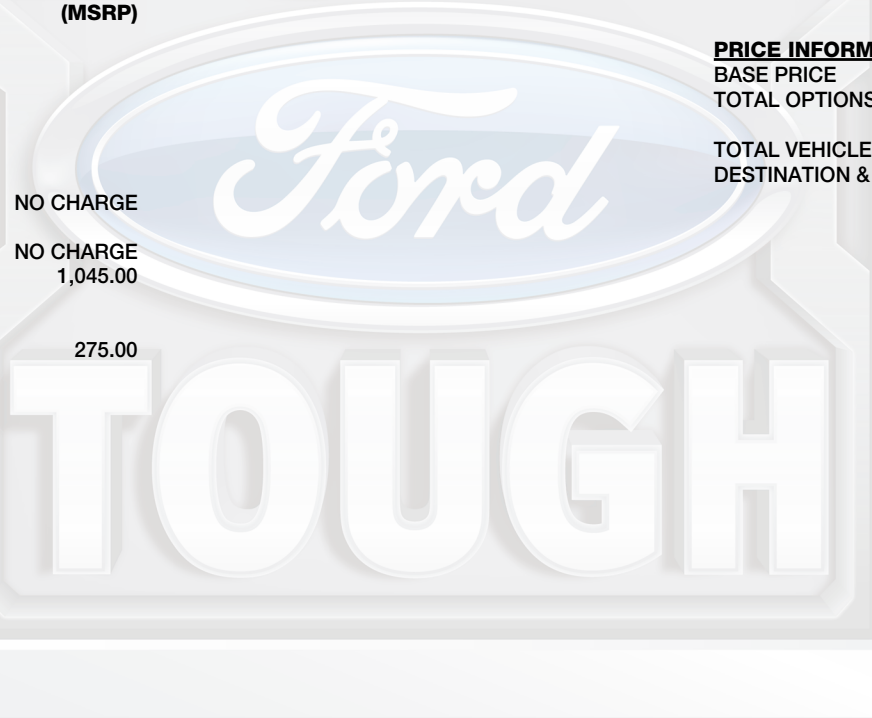 (MSRP)
PRICE INFORM
BASE PRICE
TOTAL OPTIONS
TOTAL VEHICLE
DESTINATION &
NO CHARGE
NO CHARGE
1,045.00
275.00
Ford
TOUGH